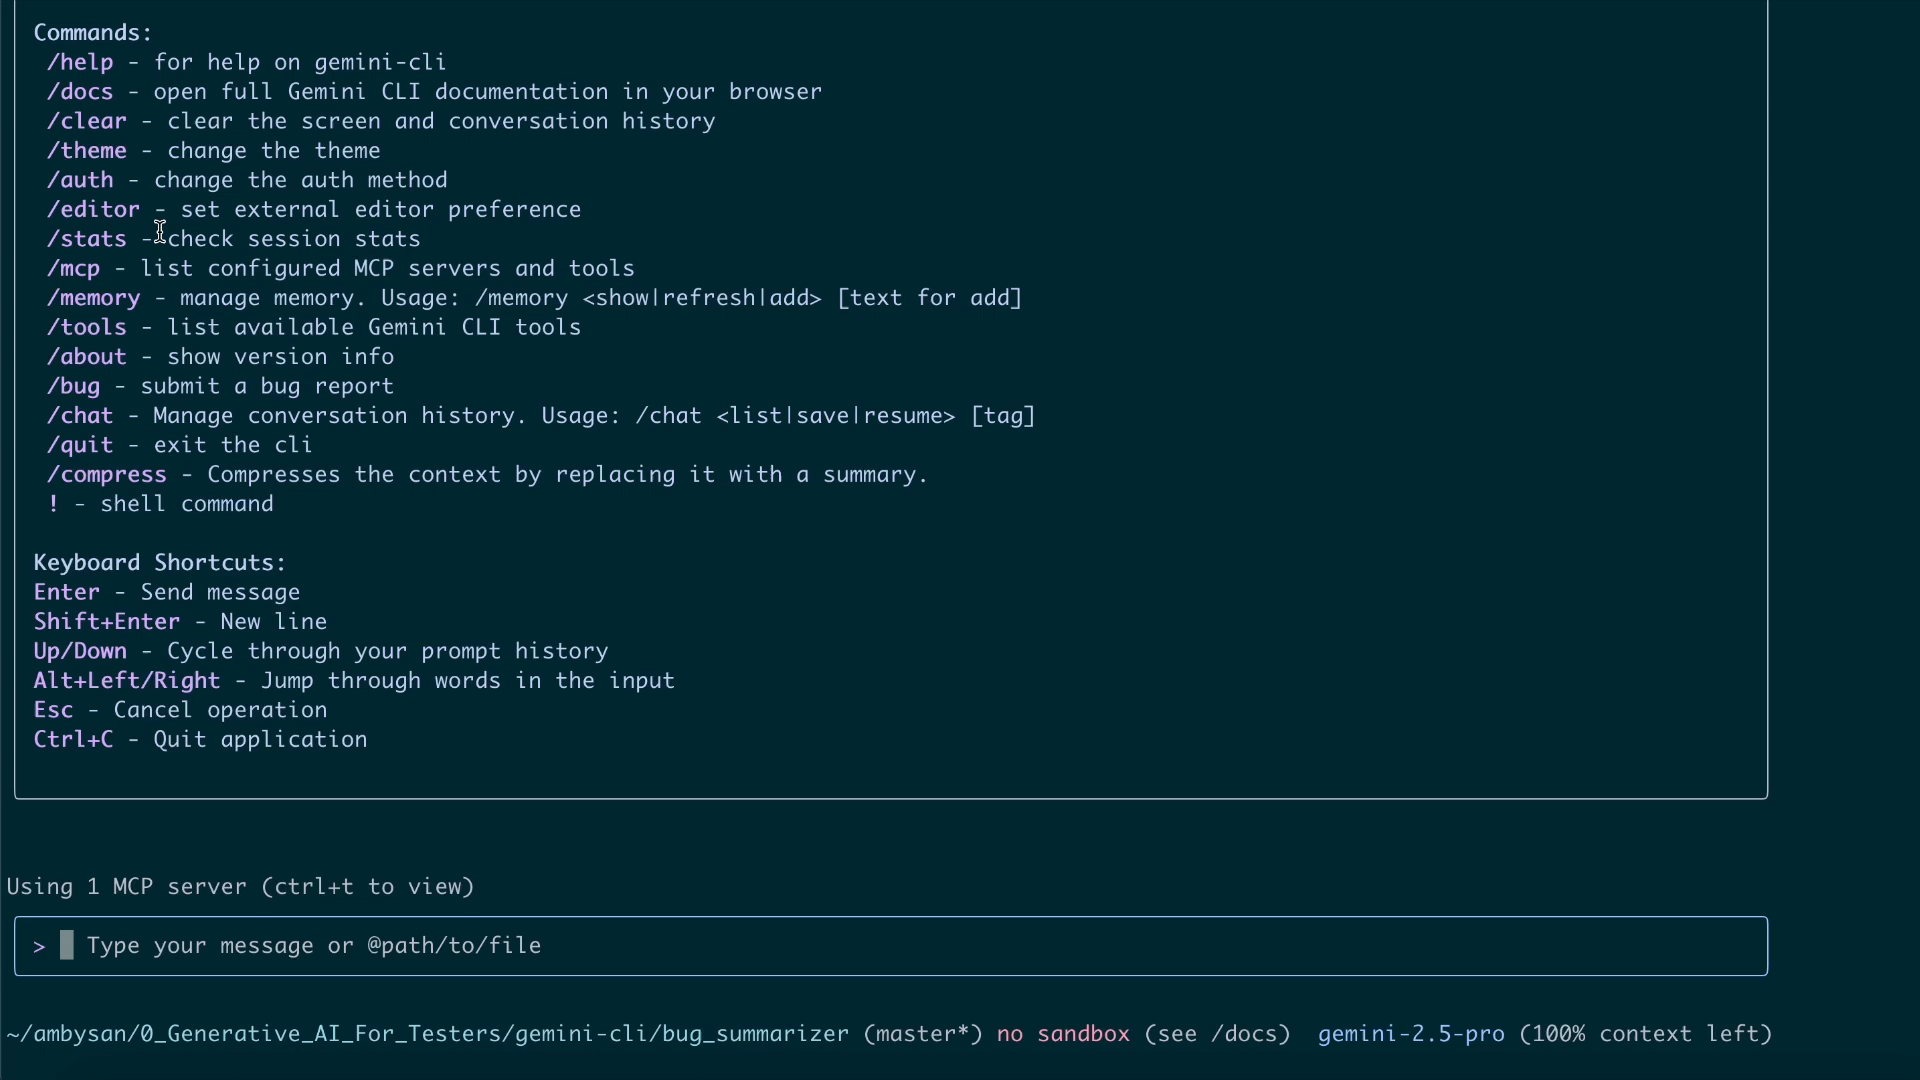 Commands:
/help - for help on gemini-cli
/docs - open full Gemini CLI documentation in your browser
/clear - clear the screen and conversation history
/theme - change the theme
/auth - change the auth method
/editor - set external editor preference
/stats - check session stats
/mcp - list configured MCP servers and tools
/memory - manage memory. Usage: /memory <show|refresh|add> [text for add]
/tools - list available Gemini CLI tools
/about - show version info
/bug - submit a bug report
/chat - Manage conversation history. Usage: /chat <list|save|resume> [tag]
/quit - exit the cli
/compress - Compresses the context by replacing it with a summary.
! - shell command
Keyboard Shortcuts:
Enter - Send message
Shift+Enter - New line
Up/Down - Cycle through your prompt history
Alt+Left/Right - Jump through words in the input
Esc - Cancel operation
Ctrl+C - Quit application
Using 1 MCP server (ctrl+t to view)
> Type your message or @path/to/file
~/ambysan/0_Generative_AI_For_Testers/gemini-cli/bug_summarizer (master*) no sandbox (see /docs) gemini-2.5-pro (100% context left)